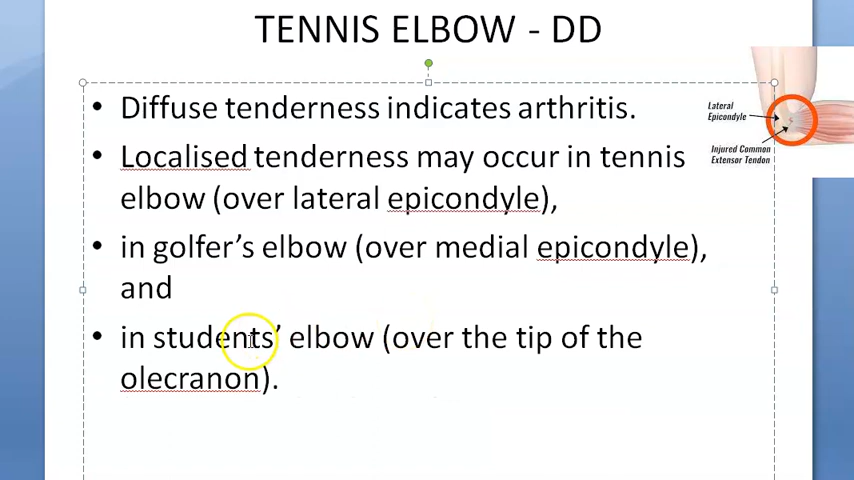 TENNIS ELBOW - DD
• Diffuse tenderness indicates arthritis.
• Localised tenderness may occur in tennis
elbow (over lateral epicondyle),
• in golfer’s elbow (over medial epicondyle),
and
• in students’ elbow (over the tip of the
olecranon).
Lateral
Epicondyle
Injured Common
Extensor Tendon